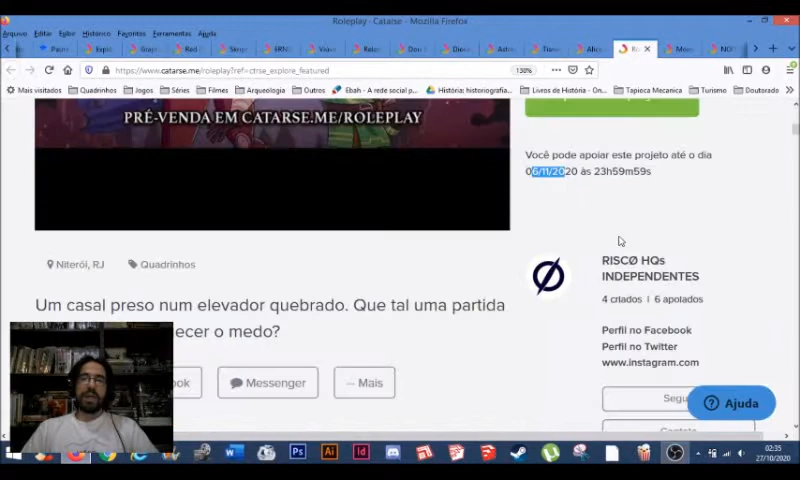 Roleplay - Catarse - Mozilla Firefox
Arquivo Editar Exibir Histórico Favoritos Ferramentas Ajuda
https://www.catarse.me/roleplay?ref=ctrse_explore_featured
130%
Mais visitados Quadrinhos Jogos Séries Filmes Arqueologia Outros Ebah - A rede social p... História: historiografia... Livros de História - On... Tapioca Mecanica Turismo Doutorado
PRÉ-VENDA EM CATARSE.ME/ROLEPLAY
Você pode apoiar este projeto até o dia
06/11/2020 às 23h59m59s
Niterói, RJ Quadrinhos
RISCØ HQs
INDEPENDENTES
4 criados | 6 apoiados
Um casal preso num elevador quebrado. Que tal uma partida
ecer o medo?
Perfil no Facebook
Perfil no Twitter
www.instagram.com
ook Messenger ··· Mais
Segu
Ajuda
02:35
27/10/2020